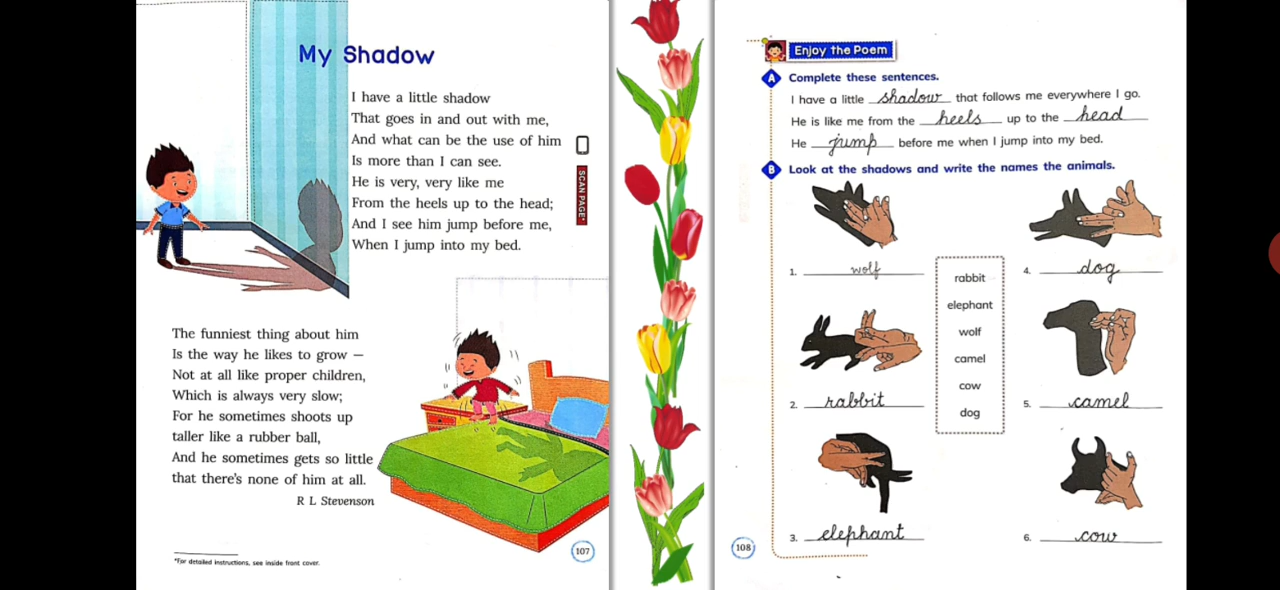 My Shadow
I have a little shadow
That goes in and out with me,
And what can be the use of him
Is more than I can see.
He is very, very like me
From the heels up to the head;
And I see him jump before me,
When I jump into my bed.
SCAN PAGE*
The funniest thing about him
Is the way he likes to grow —
Not at all like proper children,
Which is always very slow;
For he sometimes shoots up
taller like a rubber ball,
And he sometimes gets so little
that there's none of him at all.
R L Stevenson
*For detailed instructions, see inside front cover.
107
Enjoy the Poem
A Complete these sentences.
I have a little shadow that follows me everywhere I go.
He is like me from the heels up to the head
He jump before me when I jump into my bed.
B Look at the shadows and write the names the animals.
1. wolf
2. rabbit
3. elephant
rabbit
elephant
wolf
camel
cow
dog
4. dog
5. camel
6. cow
108